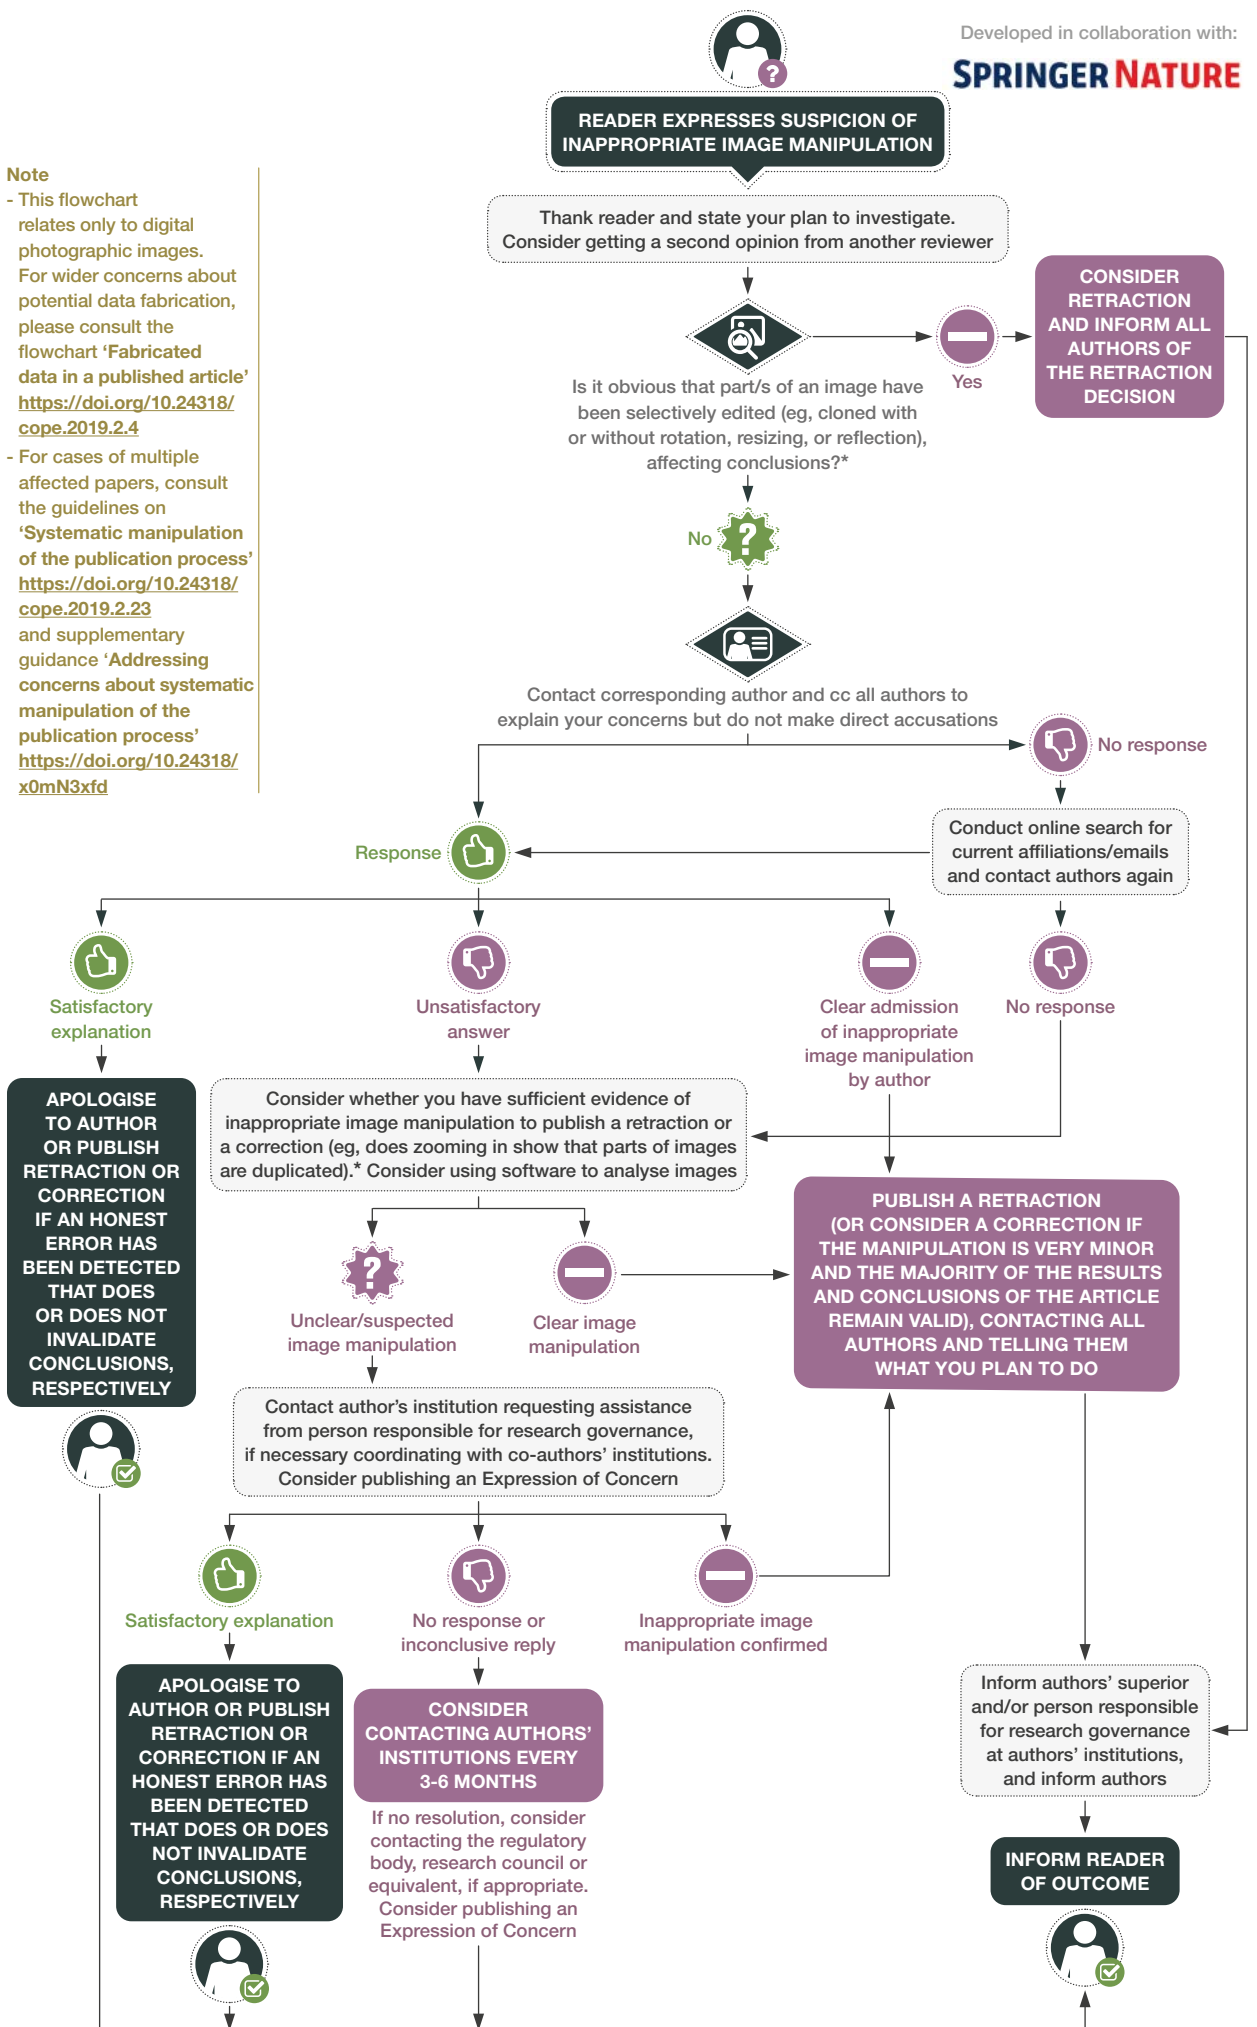 Developed in collaboration with:
SPRINGER NATURE
?
READER EXPRESSES SUSPICION OF
INAPPROPRIATE IMAGE MANIPULATION
Note
- This flowchart
relates only to digital
photographic images.
For wider concerns about
potential data fabrication,
please consult the
flowchart ‘Fabricated
data in a published article’
https://doi.org/10.24318/
cope.2019.2.4
- For cases of multiple
affected papers, consult
the guidelines on
‘Systematic manipulation
of the publication process’
https://doi.org/10.24318/
cope.2019.2.23
and supplementary
guidance ‘Addressing
concerns about systematic
manipulation of the
publication process’
https://doi.org/10.24318/
x0mN3xfd
Thank reader and state your plan to investigate.
Consider getting a second opinion from another reviewer
Yes
CONSIDER
RETRACTION
AND INFORM ALL
AUTHORS OF
THE RETRACTION
DECISION
Is it obvious that part/s of an image have
been selectively edited (eg, cloned with
or without rotation, resizing, or reflection),
affecting conclusions?*
No
?
Contact corresponding author and cc all authors to
explain your concerns but do not make direct accusations
No response
Conduct online search for
current affiliations/emails
and contact authors again
Response
Satisfactory
explanation
Unsatisfactory
answer
Clear admission
of inappropriate
image manipulation
by author
No response
APOLOGISE
TO AUTHOR
OR PUBLISH
RETRACTION OR
CORRECTION
IF AN HONEST
ERROR HAS
BEEN DETECTED
THAT DOES
OR DOES NOT
INVALIDATE
CONCLUSIONS,
RESPECTIVELY
Consider whether you have sufficient evidence of
inappropriate image manipulation to publish a retraction or
a correction (eg, does zooming in show that parts of images
are duplicated).* Consider using software to analyse images
PUBLISH A RETRACTION
(OR CONSIDER A CORRECTION IF
THE MANIPULATION IS VERY MINOR
AND THE MAJORITY OF THE RESULTS
AND CONCLUSIONS OF THE ARTICLE
REMAIN VALID), CONTACTING ALL
AUTHORS AND TELLING THEM
WHAT YOU PLAN TO DO
?
Unclear/suspected
image manipulation
Clear image
manipulation
Contact author’s institution requesting assistance
from person responsible for research governance,
if necessary coordinating with co-authors’ institutions.
Consider publishing an Expression of Concern
Satisfactory explanation
No response or
inconclusive reply
Inappropriate image
manipulation confirmed
APOLOGISE TO
AUTHOR OR PUBLISH
RETRACTION OR
CORRECTION IF AN
HONEST ERROR HAS
BEEN DETECTED
THAT DOES OR DOES
NOT INVALIDATE
CONCLUSIONS,
RESPECTIVELY
CONSIDER
CONTACTING AUTHORS’
INSTITUTIONS EVERY
3-6 MONTHS
If no resolution, consider
contacting the regulatory
body, research council or
equivalent, if appropriate.
Consider publishing an
Expression of Concern
Inform authors’ superior
and/or person responsible
for research governance
at authors’ institutions,
and inform authors
INFORM READER
OF OUTCOME